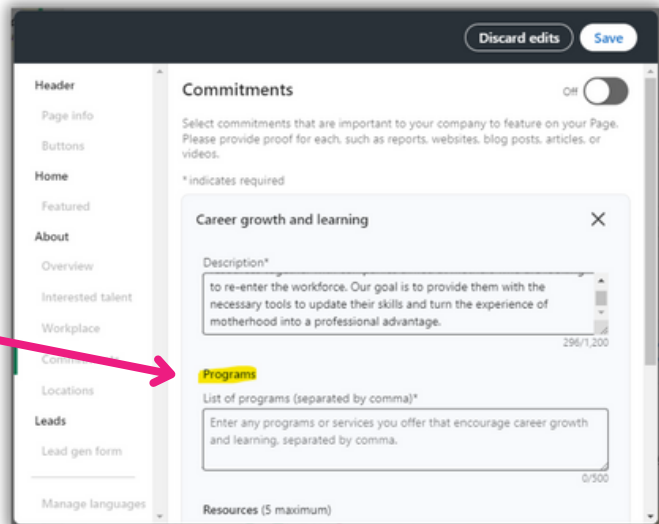 Discard edits
Save
Header
Page info
Buttons
Home
Featured
About
Overview
Interested talent
Workplace
Locations
Leads
Lead gen form
Manage languages
Commitments
Off
Select commitments that are important to your company to feature on your Page.
Please provide proof for each, such as reports, websites, blog posts, articles, or
videos.
*indicates required
Career growth and learning
Description*
to re-enter the workforce. Our goal is to provide them with the
necessary tools to update their skills and turn the experience of
motherhood into a professional advantage.
296/1,200
Programs
List of programs (separated by comma)*
Enter any programs or services you offer that encourage career growth
and learning, separated by comma.
0/500
Resources (5 maximum)